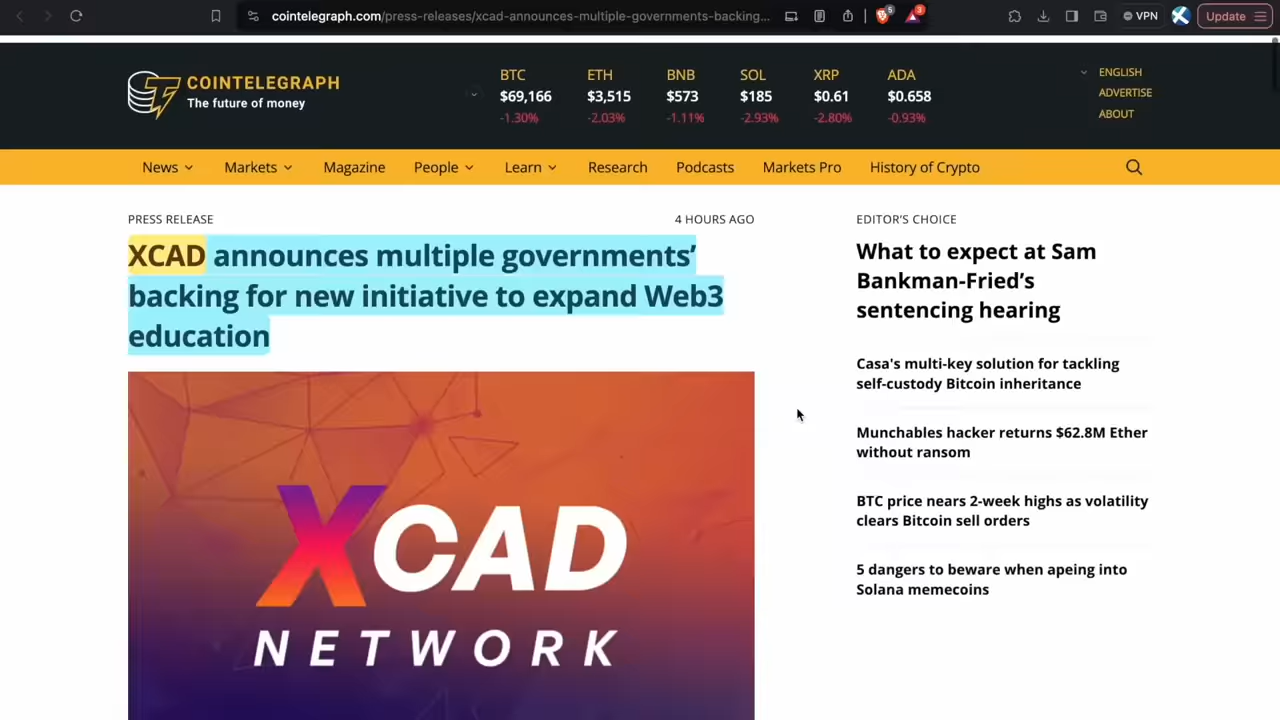 cointelegraph.com/press-releases/xcad-announces-multiple-governments-backing...
5
3
VPN
Update
COINTELEGRAPH
The future of money
BTC ETH BNB SOL XRP ADA
$69,166 $3,515 $573 $185 $0.61 $0.658
-1.30% -2.03% -1.11% -2.93% -2.80% -0.93%
ENGLISH
ADVERTISE
ABOUT
News Markets Magazine People Learn Research Podcasts Markets Pro History of Crypto
PRESS RELEASE 4 HOURS AGO
XCAD announces multiple governments’
backing for new initiative to expand Web3
education
XCAD
NETWORK
EDITOR’S CHOICE
What to expect at Sam
Bankman-Fried’s
sentencing hearing
Casa's multi-key solution for tackling
self-custody Bitcoin inheritance
Munchables hacker returns $62.8M Ether
without ransom
BTC price nears 2-week highs as volatility
clears Bitcoin sell orders
5 dangers to beware when apeing into
Solana memecoins